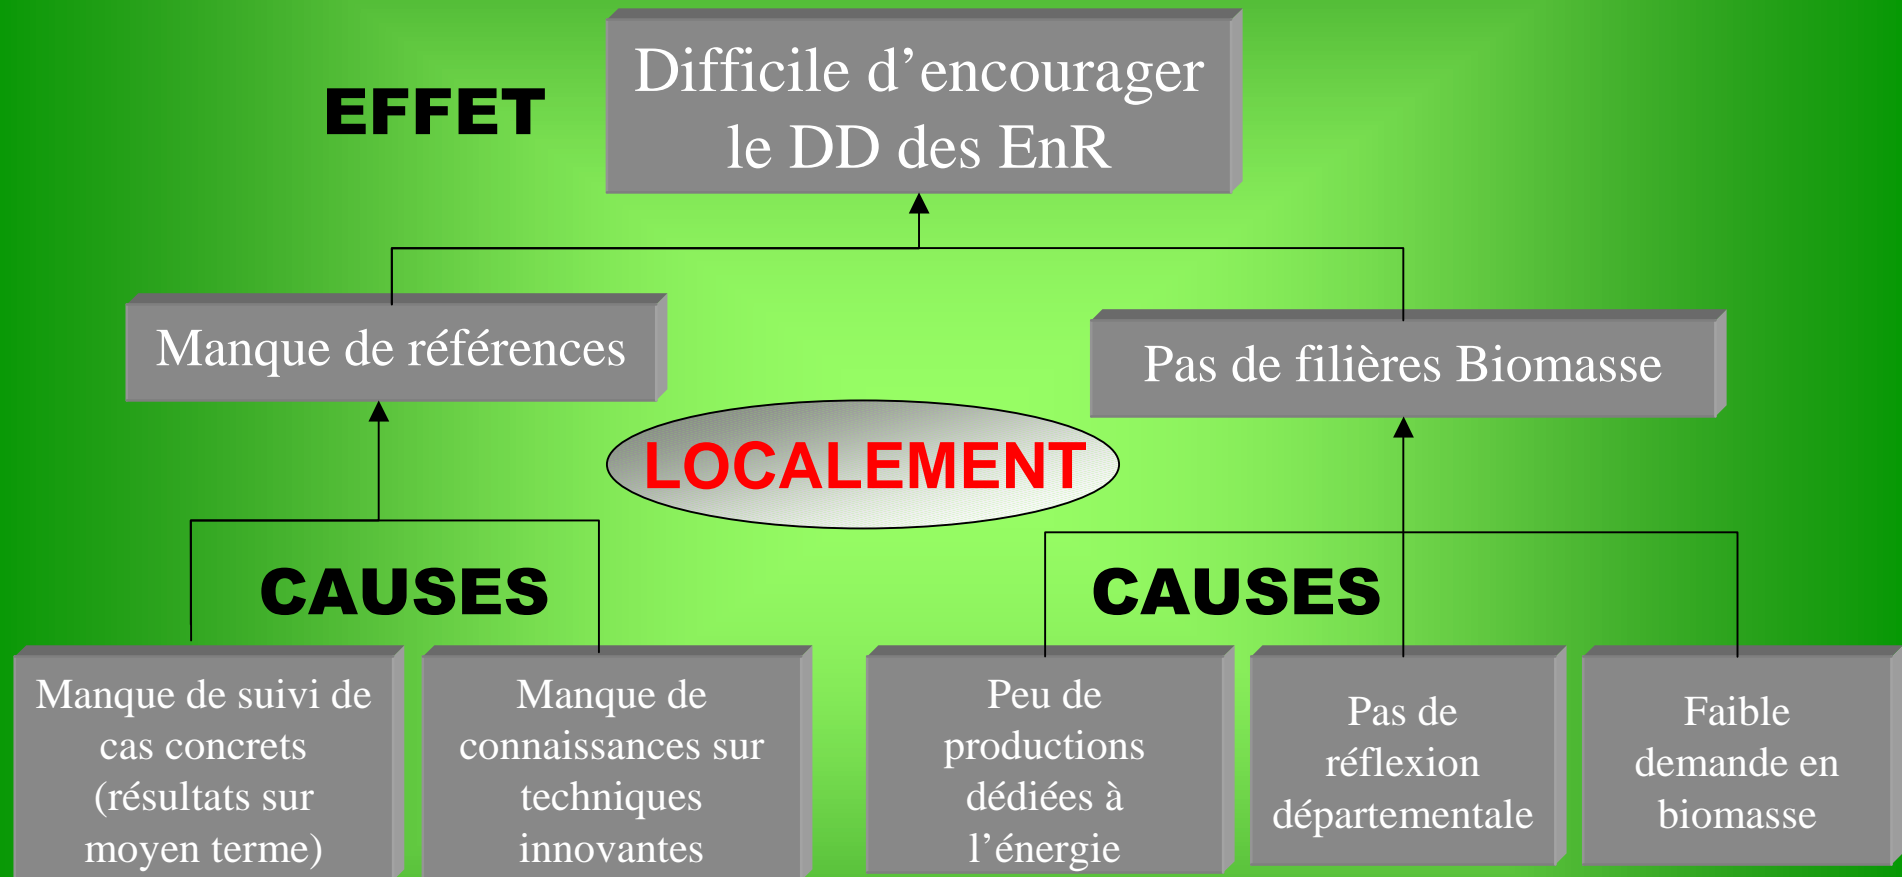 EFFET
Difficile d’encourager
le DD des EnR
Manque de références
Pas de filières Biomasse
LOCALEMENT
CAUSES
CAUSES
Manque de suivi de
cas concrets
(résultats sur
moyen terme)
Manque de
connaissances sur
techniques
innovantes
Peu de
productions
dédiées à
l’énergie
Pas de
réflexion
départementale
Faible
demande en
biomasse